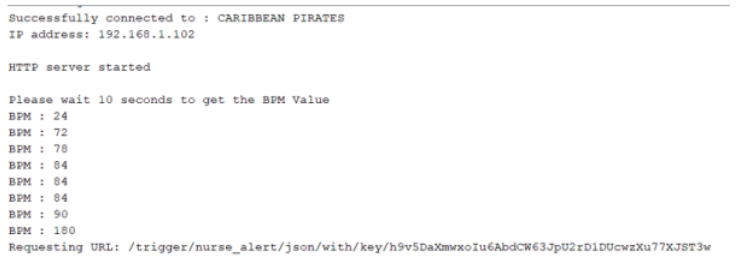 Successfully connected to : CARIBBEAN PIRATES
IP address: 192.168.1.102
HTTP server started
Please wait 10 seconds to get the BPM Value
BPM : 24
BPM : 72
BPM : 78
BPM : 84
BPM : 84
BPM : 84
BPM : 90
BPM : 180
Requesting URL: /trigger/nurse_alert/json/with/key/h9v5DaXmwxoIu6AbdCW63JpU2rD1DUcwzXu77XJST3w